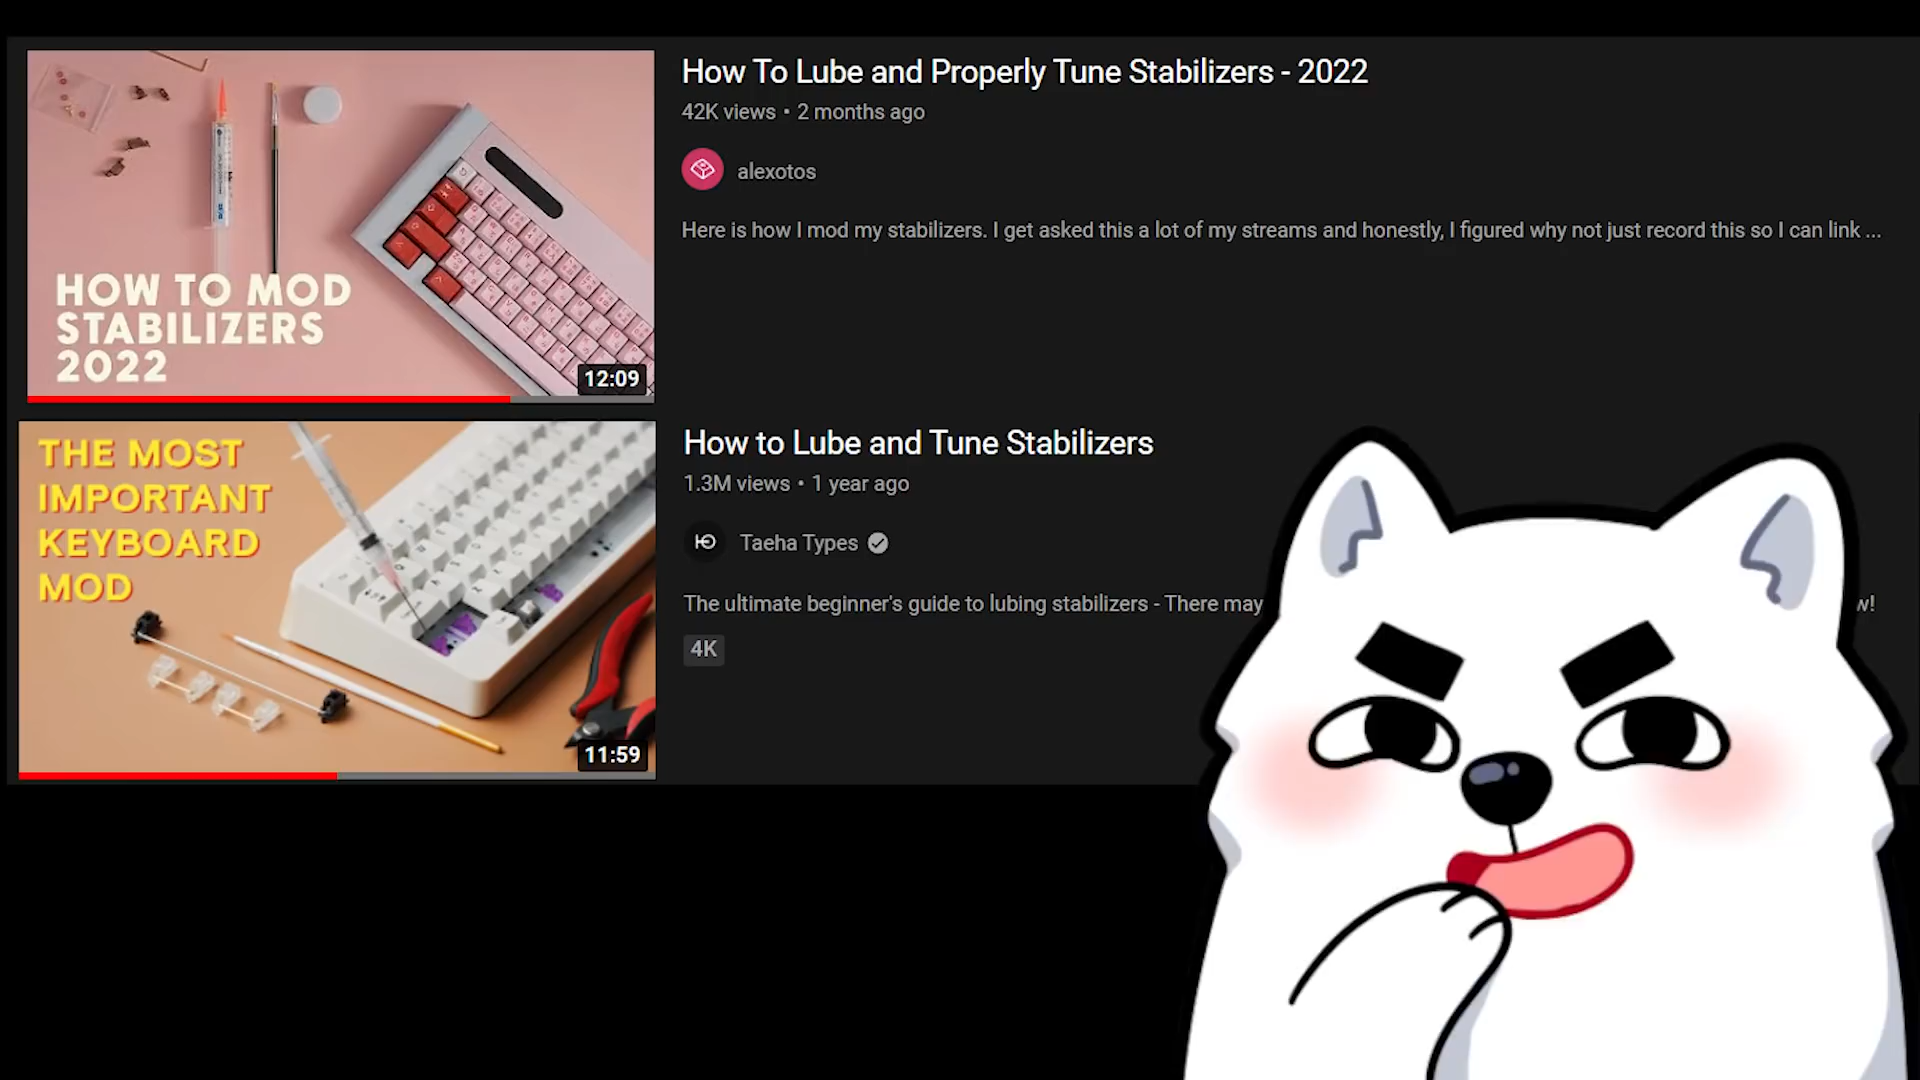 HOW TO MOD
STABILIZERS
2022
12:09
How To Lube and Properly Tune Stabilizers - 2022
42K views • 2 months ago
alexotos
Here is how I mod my stabilizers. I get asked this a lot of my streams and honestly, I figured why not just record this so I can link ...
THE MOST
IMPORTANT
KEYBOARD
MOD
11:59
How to Lube and Tune Stabilizers
1.3M views • 1 year ago
Taeha Types
The ultimate beginner's guide to lubing stabilizers - There may w!
4K